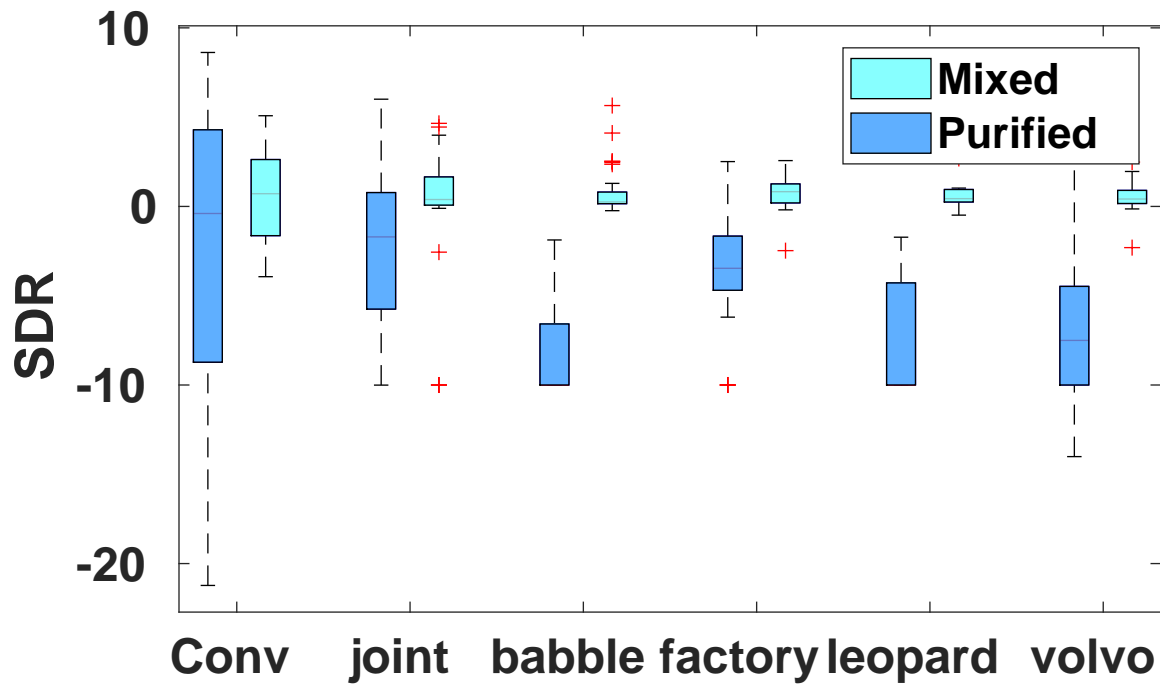 10
0
-10
-20
SDR
Mixed
Purified
Conv joint babble factory leopard volvo